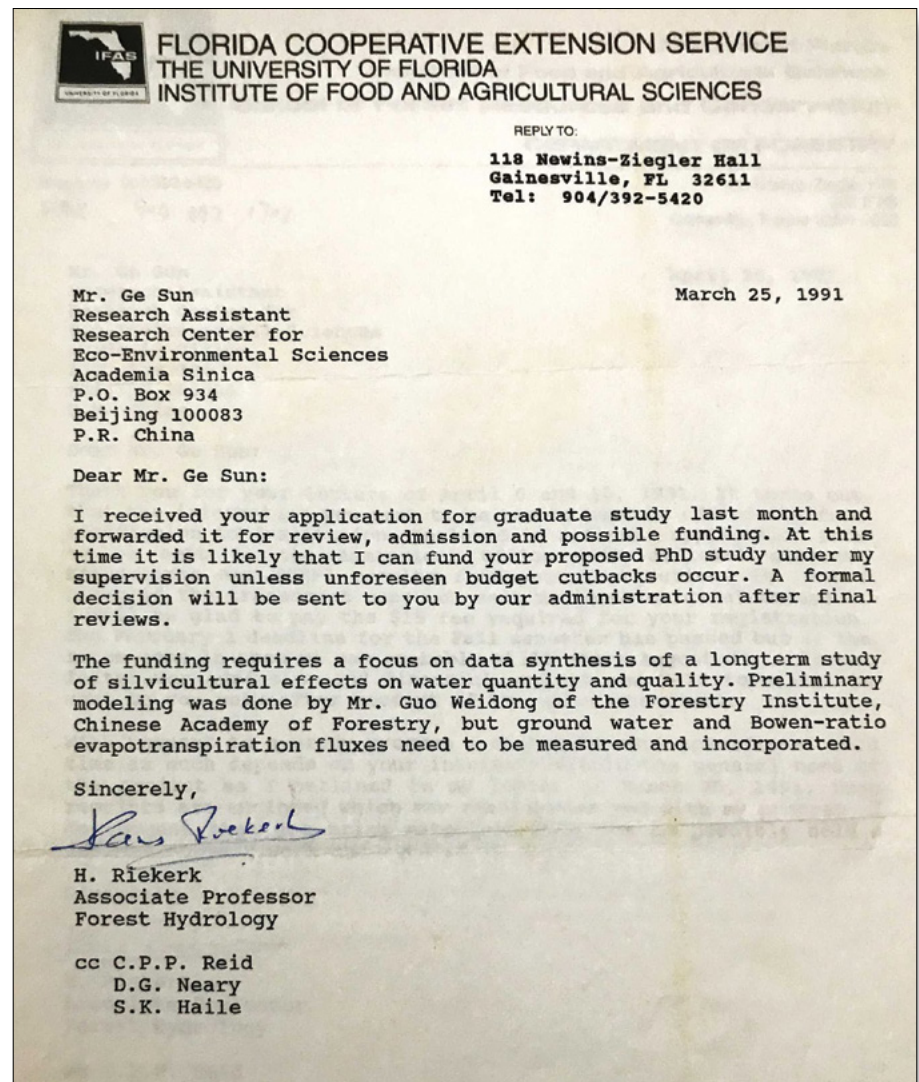 IFAS
UNIVERSITY OF FLORIDA
FLORIDA COOPERATIVE EXTENSION SERVICE
THE UNIVERSITY OF FLORIDA
INSTITUTE OF FOOD AND AGRICULTURAL SCIENCES
REPLY TO:
118 Newins-Ziegler Hall
Gainesville, FL 32611
Tel: 904/392-5420
March 25, 1991
Mr. Ge Sun
Research Assistant
Research Center for
Eco-Environmental Sciences
Academia Sinica
P.O. Box 934
Beijing 100083
P.R. China
Dear Mr. Ge Sun:
I received your application for graduate study last month and
forwarded it for review, admission and possible funding. At this
time it is likely that I can fund your proposed PhD study under my
supervision unless unforeseen budget cutbacks occur. A formal
decision will be sent to you by our administration after final
reviews.
The funding requires a focus on data synthesis of a longterm study
of silvicultural effects on water quantity and quality. Preliminary
modeling was done by Mr. Guo Weidong of the Forestry Institute,
Chinese Academy of Forestry, but ground water and Bowen-ratio
evapotranspiration fluxes need to be measured and incorporated.
Sincerely,
Hans Riekerk
H. Riekerk
Associate Professor
Forest Hydrology
cc C.P.P. Reid
D.G. Neary
S.K. Haile